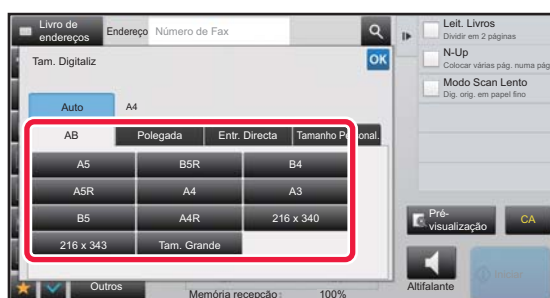 Livro de
endereços
Endereço
Número de Fax
Tam. Digitaliz
OK
Auto
A4
AB
Polegada
Entr. Directa
Tamanho Personal.
A5
B5R
B4
A5R
A4
A3
B5
A4R
216 x 340
216 x 343
Tam. Grande
Outros
Memória recepção:
100%
Leit. Livros
Dividir em 2 páginas
N-Up
Colocar várias pág. numa pág
Modo Scan Lento
Dig. orig. em papel fino
Pré-
visualização
CA
Altifalante
Iniciar